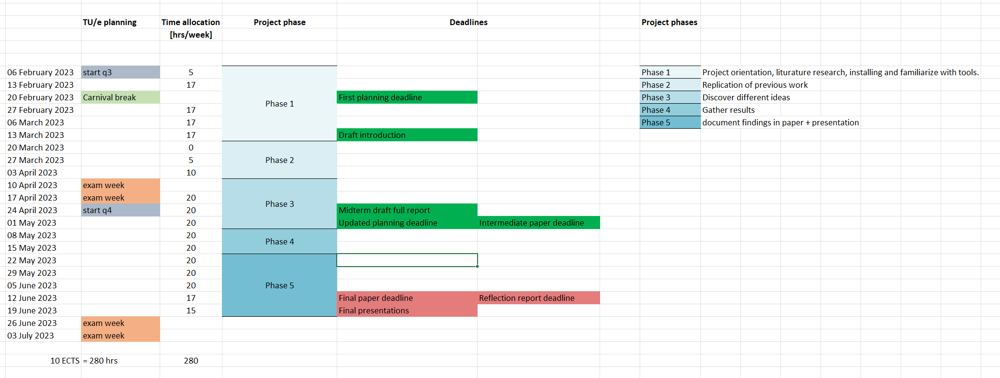 TU/e planning Time allocation Project phase Deadlines Project phases
[hrs/week]
06 February 2023 start q3 5 Phase 1 Project orientation, liturature research, installing and familiarize with tools.
13 February 2023 17 Phase 2 Replication of previous work
20 February 2023 Carnival break First planning deadline Phase 3 Discover different ideas
Phase 1
27 February 2023 17 Phase 4 Gather results
06 March 2023 17 Phase 5 document findings in paper + presentation
13 March 2023 17 Draft introduction
20 March 2023 0
27 March 2023 5 Phase 2
03 April 2023 10
10 April 2023 exam week
17 April 2023 exam week 20
Phase 3
24 April 2023 start q4 20 Midterm draft full report
01 May 2023 20 Updated planning deadline Intermediate paper deadline
08 May 2023 20
Phase 4
15 May 2023 20
22 May 2023 20
29 May 2023 20
05 June 2023 20 Phase 5
12 June 2023 17 Final paper deadline Reflection report deadline
19 June 2023 15 Final presentations
26 June 2023 exam week
03 July 2023 exam week
10 ECTS = 280 hrs 280